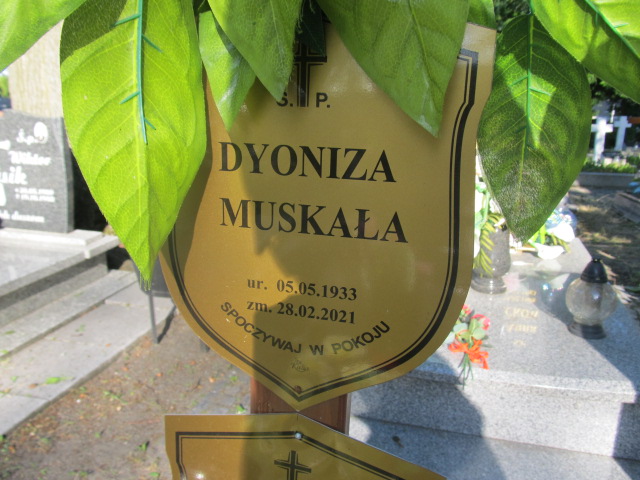 Ś. P.
DYONIZA
MUSKAŁA
ur. 05.05.1933
zm. 28.02.2021
SPOCZYWAJ W POKOJU